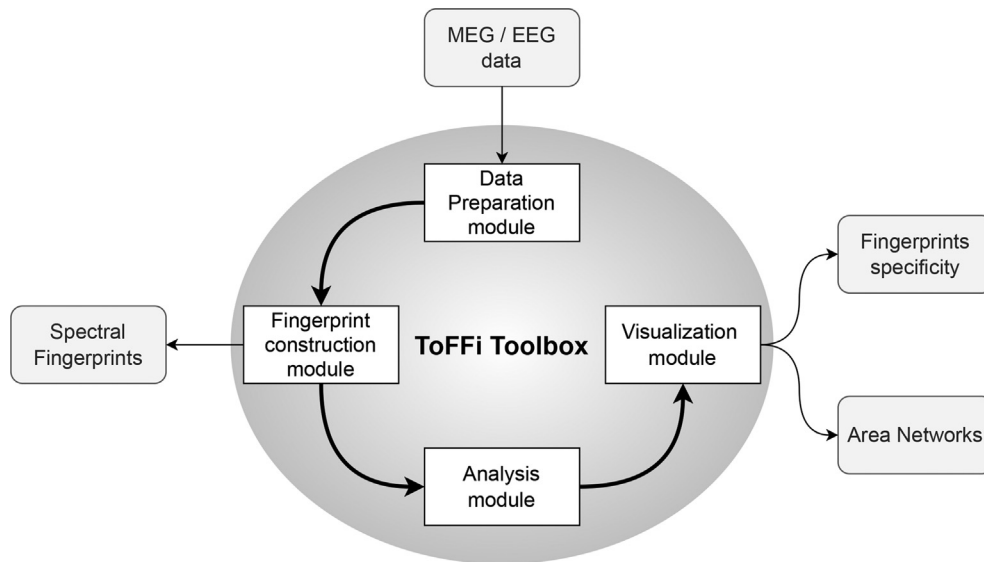 MEG / EEG
data
Data
Preparation
module
Fingerprints
specificity
Spectral
Fingerprints
Fingerprint
construction
module
ToFFi Toolbox
Visualization
module
Area Networks
Analysis
module